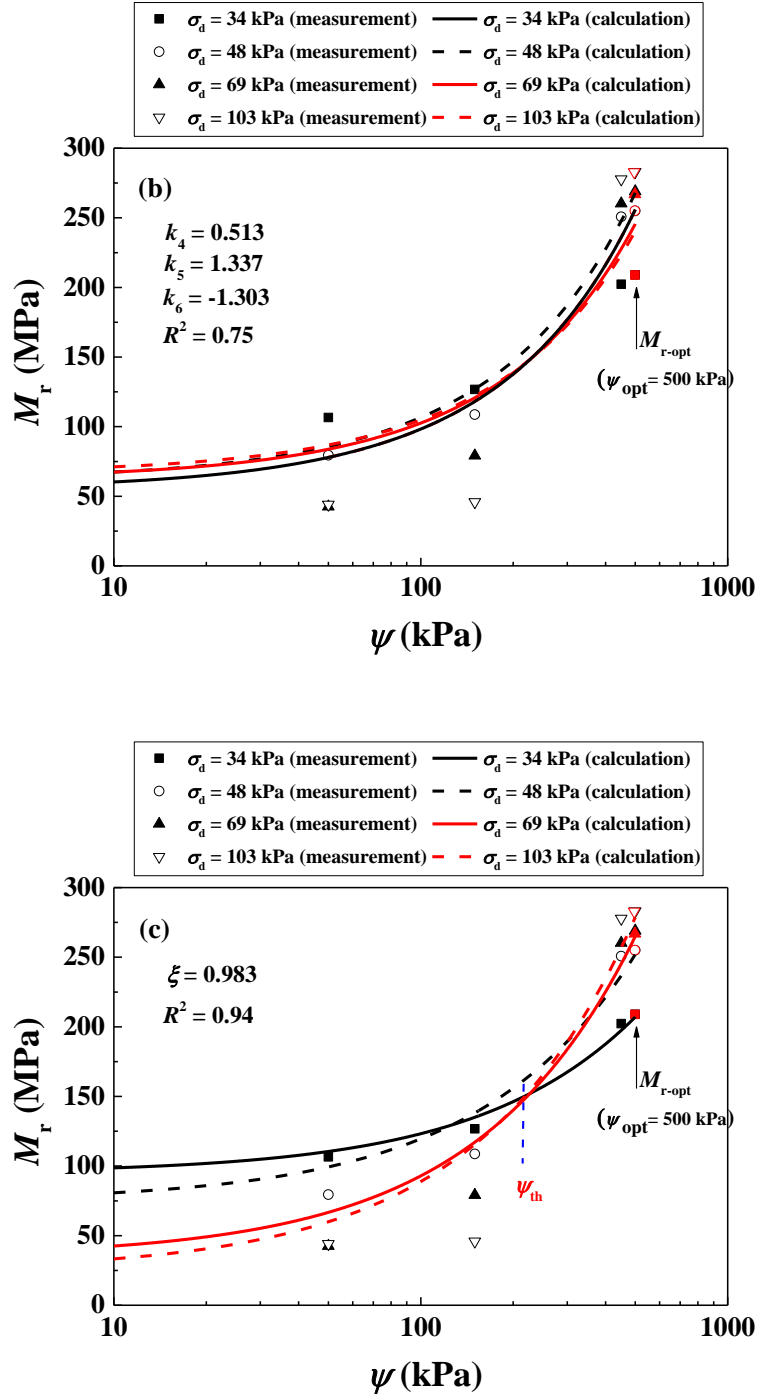 σd = 34 kPa (measurement) σd = 34 kPa (calculation)
σd = 48 kPa (measurement) σd = 48 kPa (calculation)
σd = 69 kPa (measurement) σd = 69 kPa (calculation)
σd = 103 kPa (measurement) σd = 103 kPa (calculation)
300
(b)
k4 = 0.513
250
k5 = 1.337
k6 = -1.303
200
R2 = 0.75
Mr (MPa)
Mr-opt
150
(ψopt= 500 kPa)
100
50
0
10 100 1000
ψ (kPa)
σd = 34 kPa (measurement) σd = 34 kPa (calculation)
σd = 48 kPa (measurement) σd = 48 kPa (calculation)
σd = 69 kPa (measurement) σd = 69 kPa (calculation)
σd = 103 kPa (measurement) σd = 103 kPa (calculation)
300
(c)
250
ξ = 0.983
R2 = 0.94
200
Mr (MPa)
Mr-opt
150
(ψopt= 500 kPa)
100
ψth
50
0
10 100 1000
ψ (kPa)